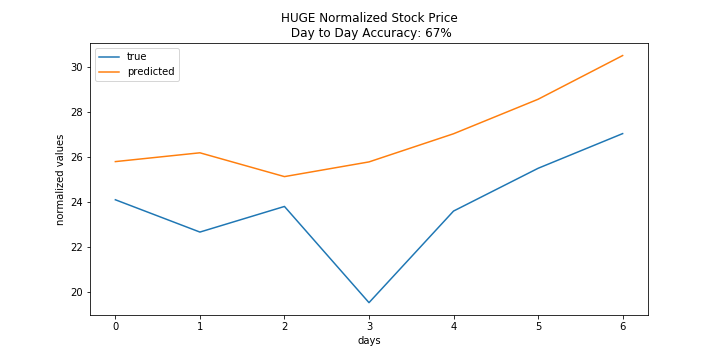 HUGE Normalized Stock Price
Day to Day Accuracy: 67%
true
predicted
normalized values
30
28
26
24
22
20
0 1 2 3 4 5 6
days